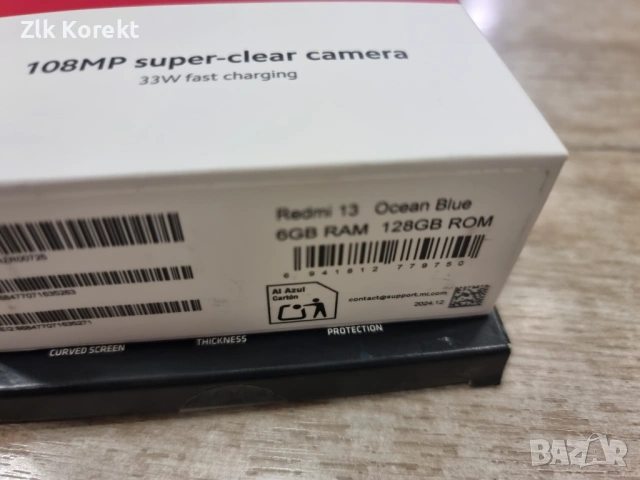 Zlk Korekt
108MP super-clear camera
33W fast charging
Redmi 13 Ocean Blue
6GB RAM 128GB ROM
6 941812 779750
Al Azul
Cartón
contact@support.mi.com
2024.12
CURVED SCREEN
THICKNESS
PROTECTION
BAZAR